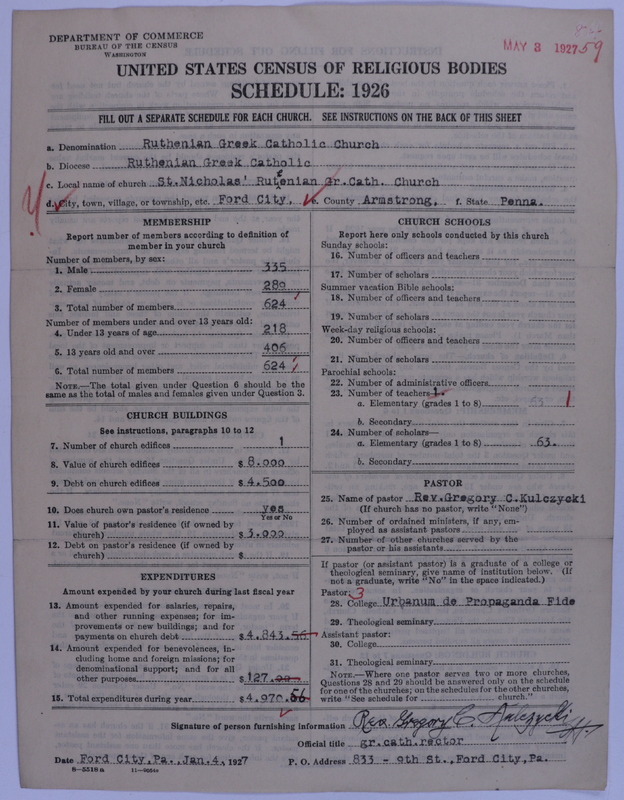 DEPARTMENT OF COMMERCE
BUREAU OF THE CENSUS
WASHINGTON
MAY 3 1927 59
UNITED STATES CENSUS OF RELIGIOUS BODIES
SCHEDULE: 1926
FILL OUT A SEPARATE SCHEDULE FOR EACH CHURCH. SEE INSTRUCTIONS ON THE BACK OF THIS SHEET
a. Denomination Ruthenian Greek Catholic Church
b. Diocese Ruthenian Greek Catholic
c. Local name of church St.Nicholas' Rutenian Gr.Cath. Church
d. City, town, village, or township, etc. Ford City, e. County Armstrong, f. State Penna.
MEMBERSHIP
Report number of members according to definition of
member in your church
Number of members, by sex:
1. Male 335
2. Female 289
3. Total number of members 624
Number of members under and over 13 years old:
4. Under 13 years of age 218
5. 13 years old and over 406
6. Total number of members 624
NOTE.—The total given under Question 6 should be the
same as the total of males and females given under Question 3.
CHURCH BUILDINGS
See instructions, paragraphs 10 to 12
7. Number of church edifices 1
8. Value of church edifices $ 8.000
9. Debt on church edifices $ 4.500
10. Does church own pastor's residence yes
Yes or No
11. Value of pastor's residence (if owned by
church) $ 3.000
12. Debt on pastor's residence (if owned by
church) $
EXPENDITURES
Amount expended by your church during last fiscal year
13. Amount expended for salaries, repairs,
and other running expenses; for im-
provements or new buildings; and for
payments on church debt $ 4.843.56
14. Amount expended for benevolences, in-
cluding home and foreign missions; for
denominational support; and for all
other purposes $ 127.00
15. Total expenditures during year $ 4.970.56
CHURCH SCHOOLS
Report here only schools conducted by this church
Sunday schools:
16. Number of officers and teachers
17. Number of scholars
Summer vacation Bible schools:
18. Number of officers and teachers
19. Number of scholars
Week-day religious schools:
20. Number of officers and teachers
21. Number of scholars
Parochial schools:
22. Number of administrative officers
23. Number of teachers 1.
a. Elementary (grades 1 to 8) 63 1
b. Secondary
24. Number of scholars—
a. Elementary (grades 1 to 8) 63.
b. Secondary
PASTOR
25. Name of pastor Rev.Gregory C.Kulczycki
(If church has no pastor, write "None")
26. Number of ordained ministers, if any, em-
ployed as assistant pastors
27. Number of other churches served by the
pastor or his assistants
If pastor (or assistant pastor) is a graduate of a college or
theological seminary, give name of institution below. (If
not a graduate, write "No" in the space indicated.)
Pastor: 3
28. College Urbanum de Propaganda Fide
29. Theological seminary
Assistant pastor:
30. College
31. Theological seminary
NOTE.—Where one pastor serves two or more churches,
Questions 28 and 29 should be answered only on the schedule
for one of the churches; on the schedules for the other churches,
write "See schedule for church."
Signature of person furnishing information Rev Gregory C. Kulczycki
Official title gr.cath.rector
Date Ford City,Pa., Jan.4, 1927 P. O. Address 833 - 9th St.,Ford City,Pa.
8—5518a